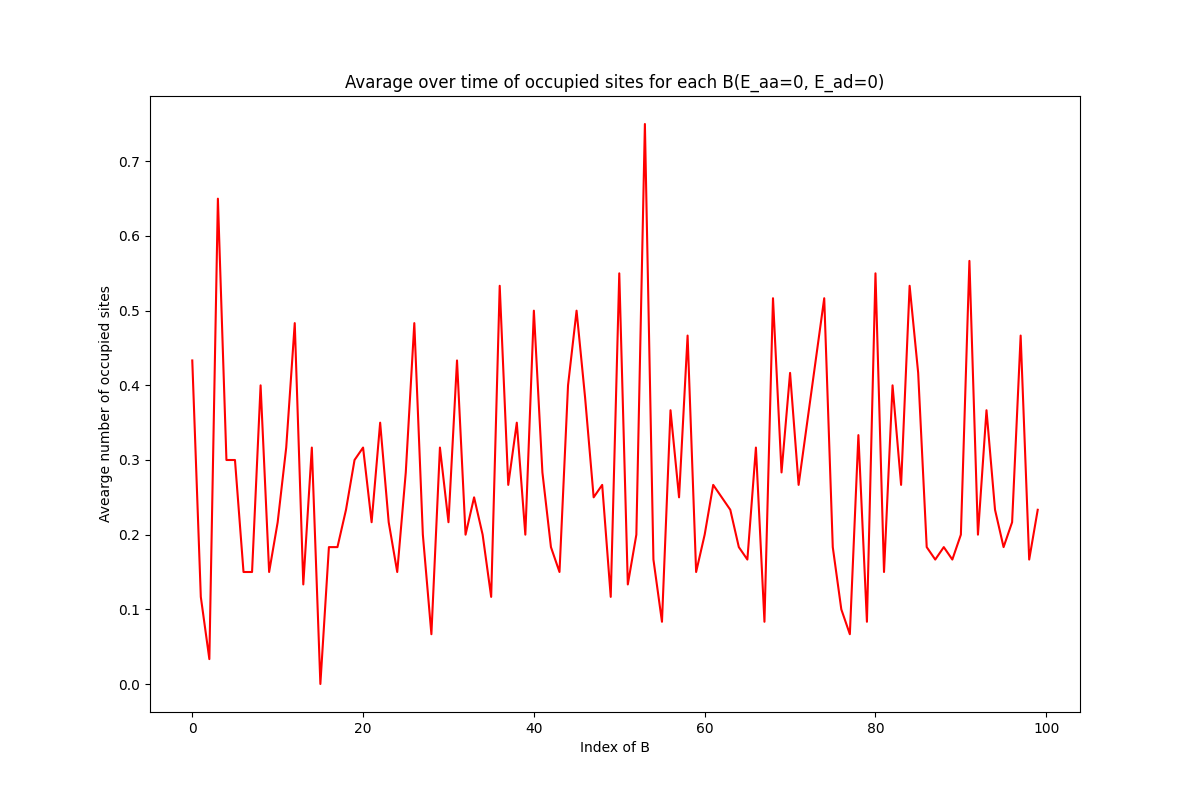 Avarage over time of occupied sites for each B(E_aa=0, E_ad=0)
Avearge number of occupied sites
0.7
0.6
0.5
0.4
0.3
0.2
0.1
0.0
0 20 40 60 80 100
Index of B